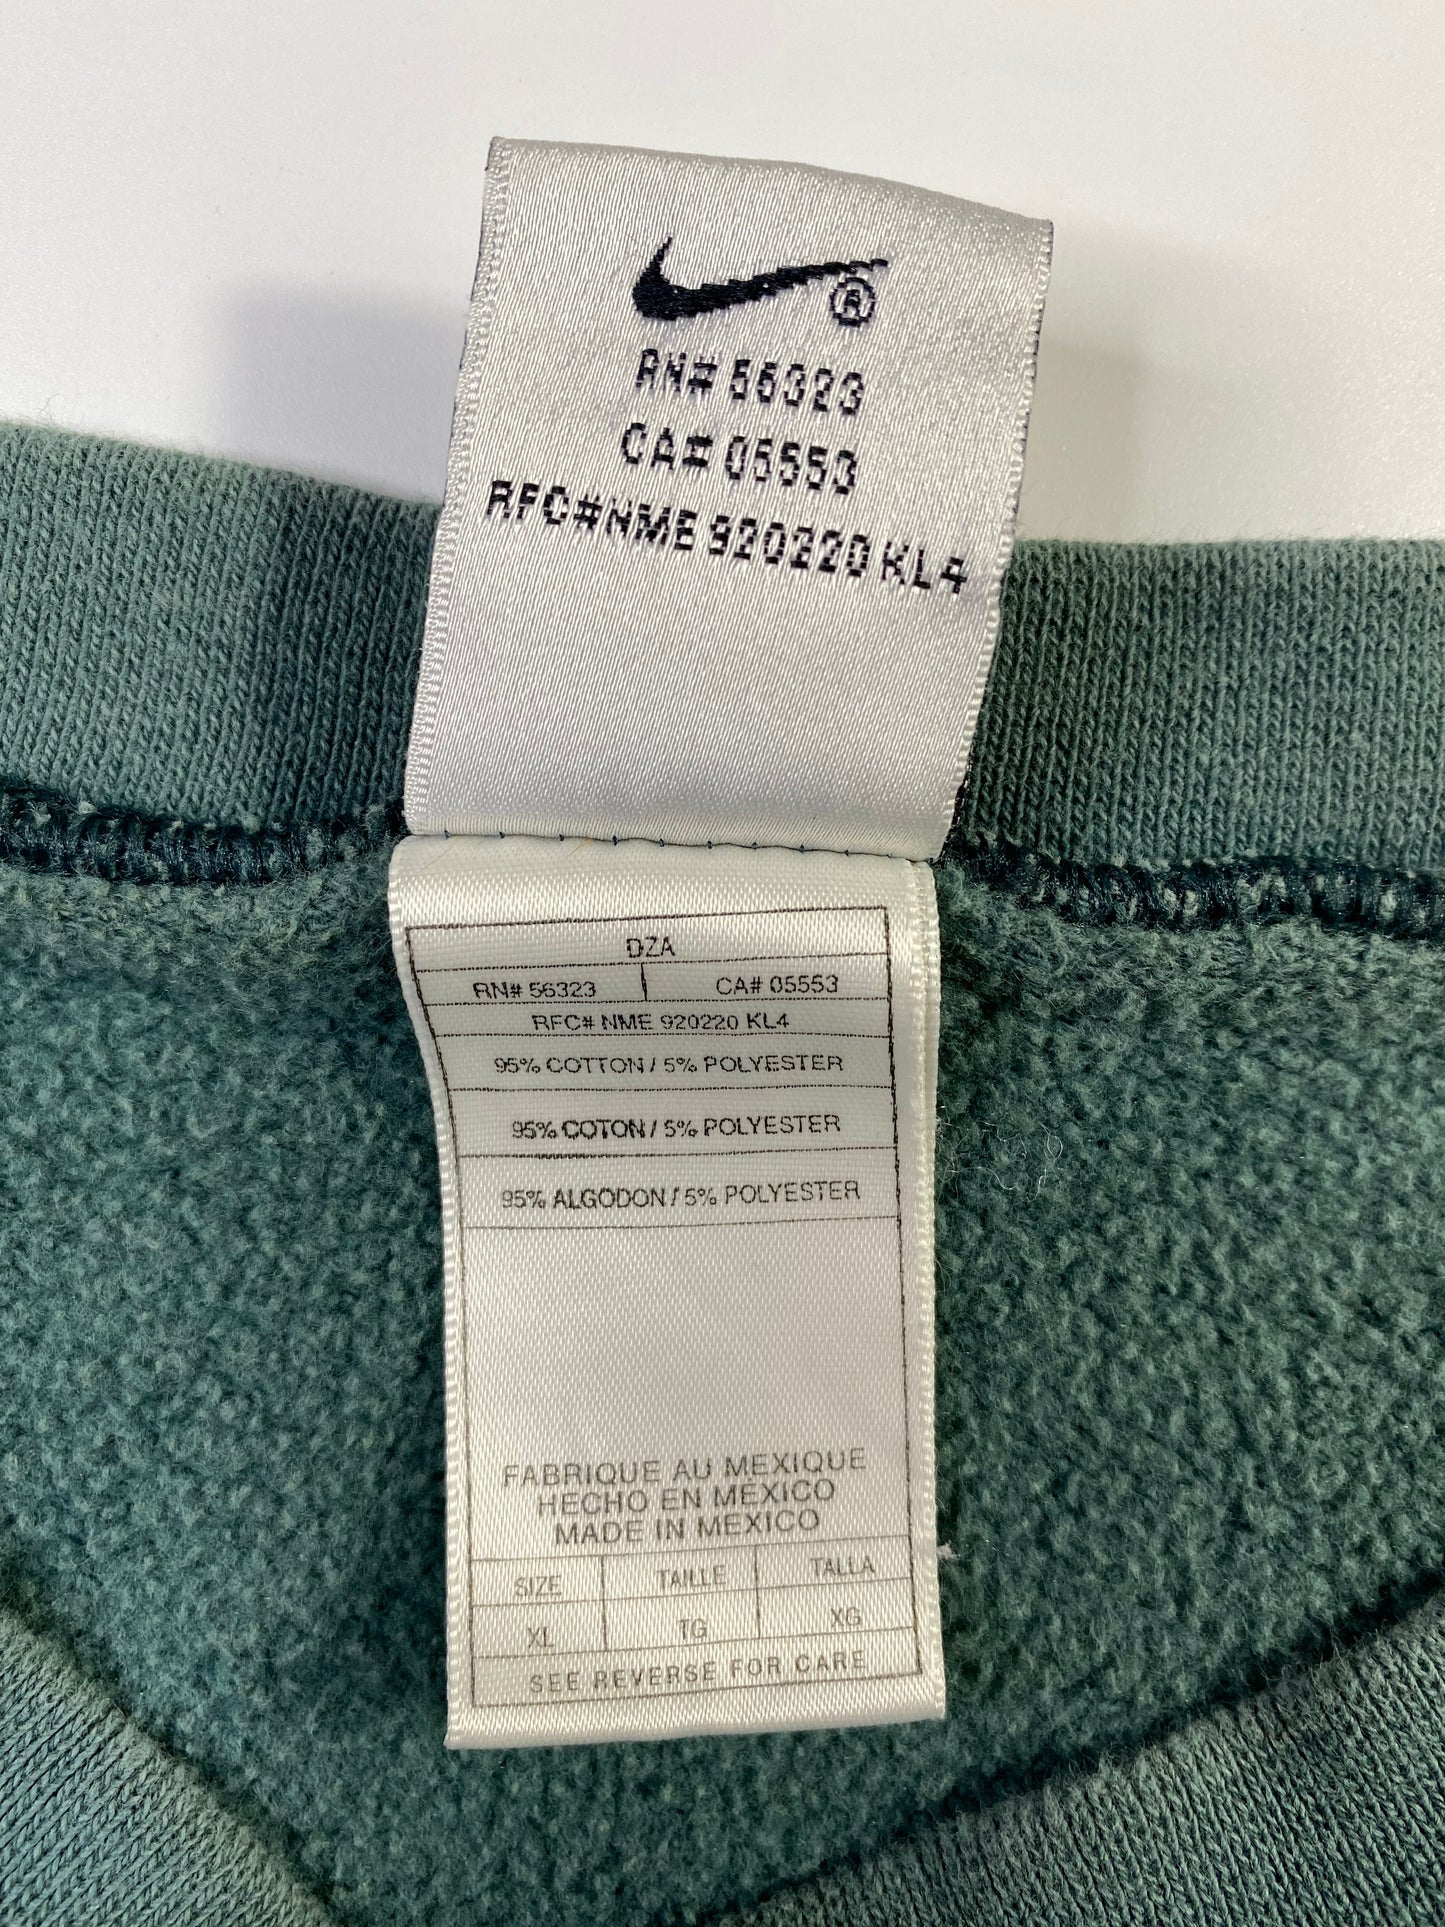 ®
RN# 56323
CA# 05553
RFC#NME 920220 KL4
DZA
RN# 56323 CA# 05553
RFC# NME 920220 KL4
95% COTTON / 5% POLYESTER
95% COTON / 5% POLYESTER
95% ALGODON / 5% POLYESTER
FABRIQUE AU MEXIQUE
HECHO EN MÉXICO
MADE IN MEXICO
SIZE TAILLE TALLA
XL TG XG
SEE REVERSE FOR CARE